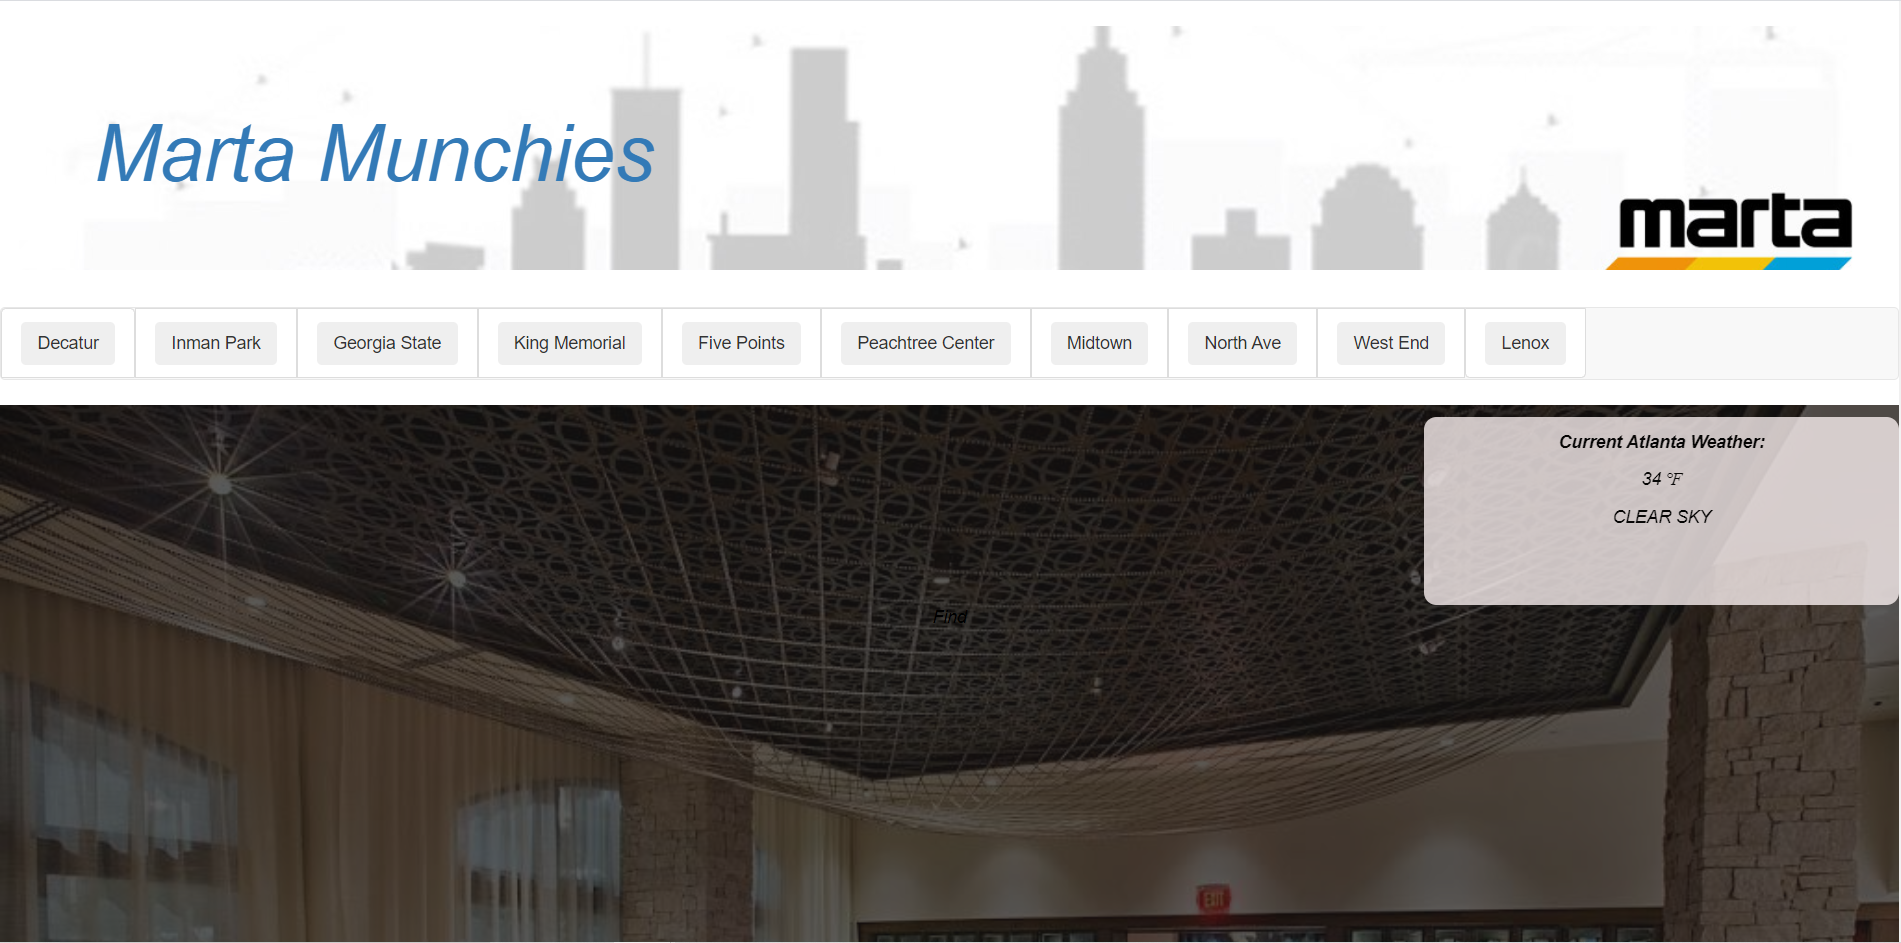 Marta Munchies
marta
Decatur Inman Park Georgia State King Memorial Five Points Peachtree Center Midtown North Ave West End Lenox
Current Atlanta Weather:
34 °F
CLEAR SKY
Find
EXIT